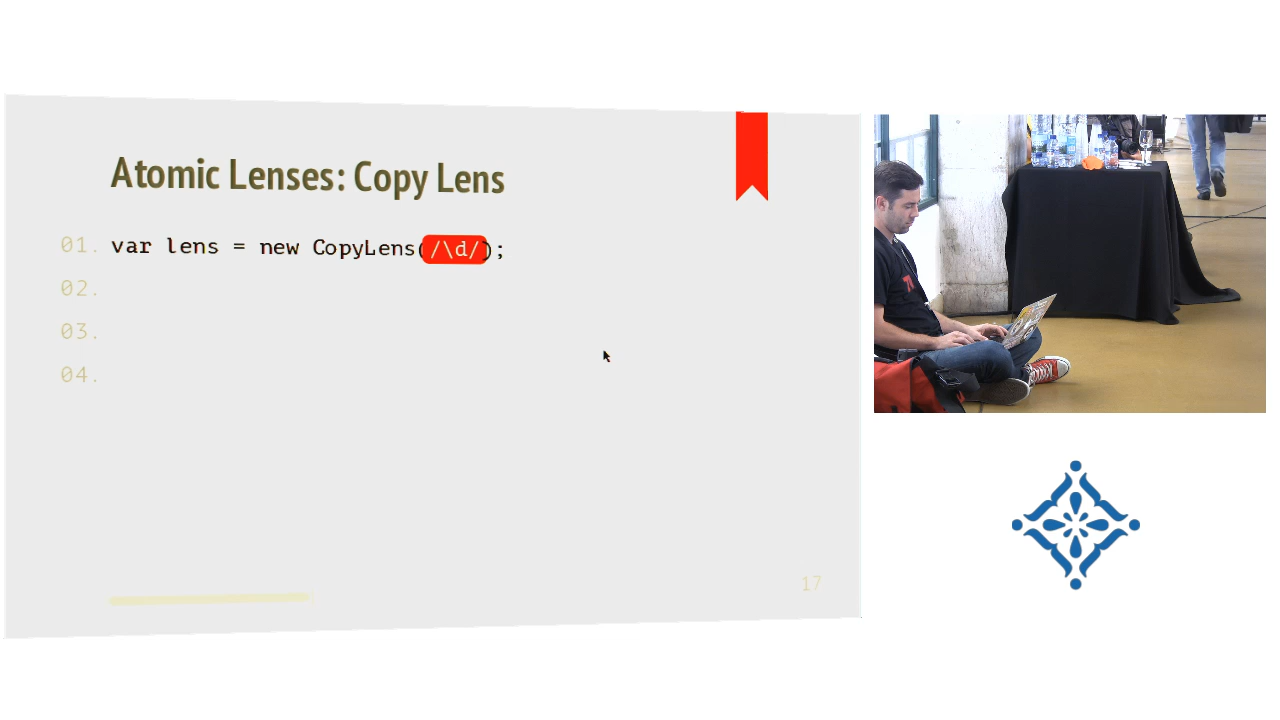 Atomic Lenses: Copy Lens
01. var lens = new CopyLens(/\d/);
02.
03.
04.
17